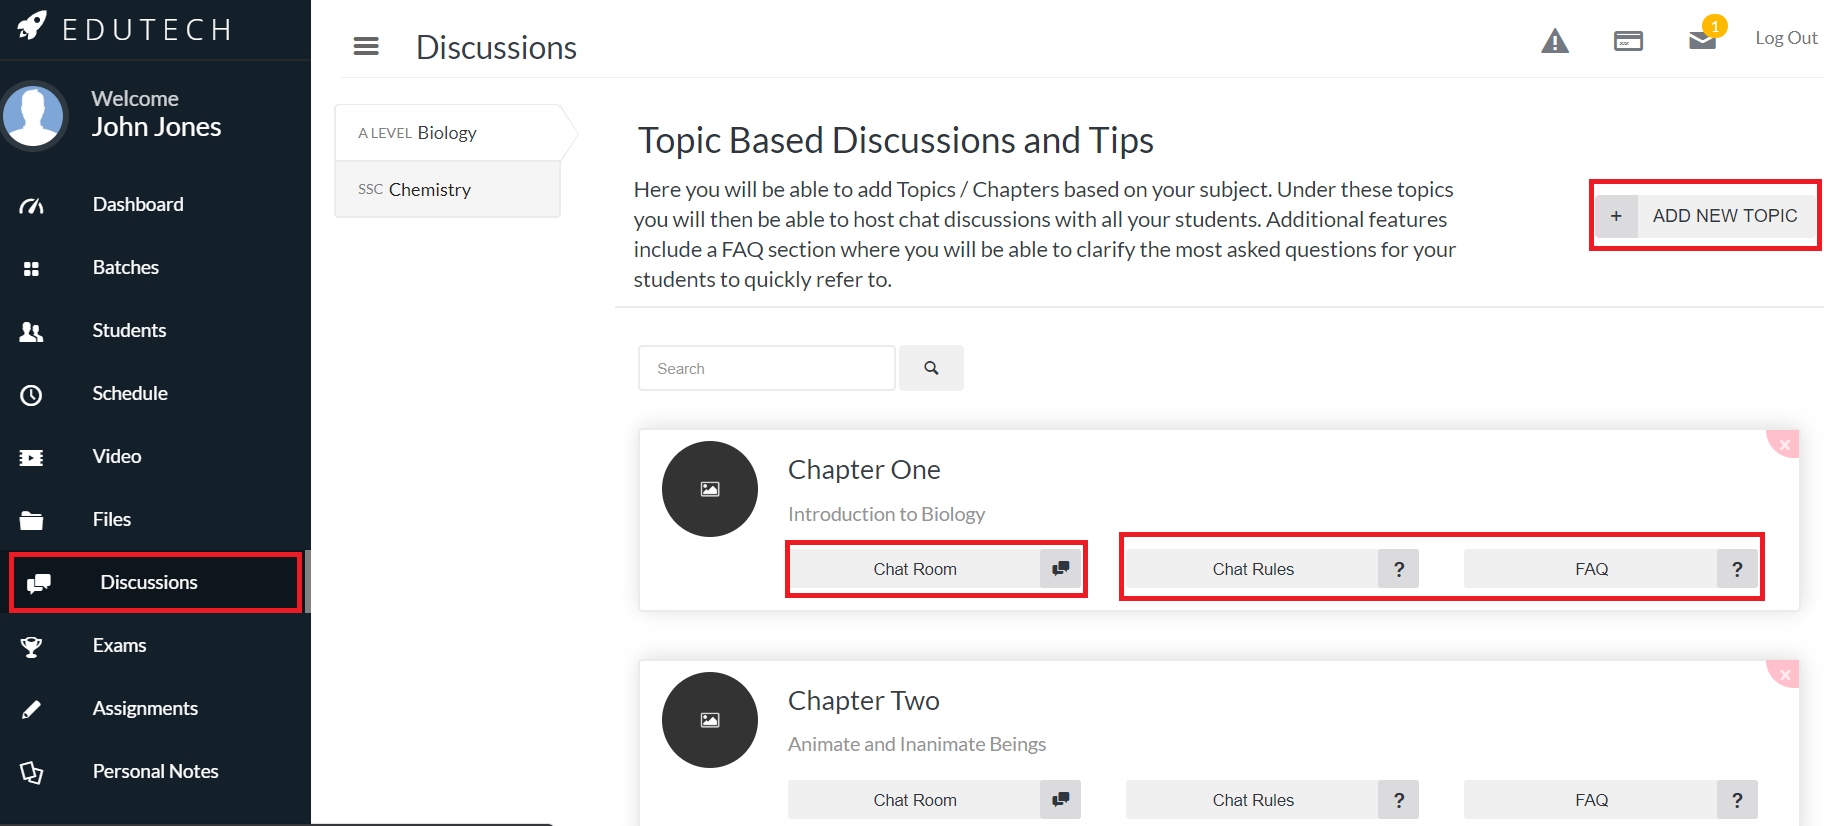 EDUTECH
Welcome
John Jones
Dashboard
Batches
Students
Schedule
Video
Files
Discussions
Exams
Assignments
Personal Notes
Discussions
1
Log Out
A LEVEL Biology
SSC Chemistry
Topic Based Discussions and Tips
Here you will be able to add Topics / Chapters based on your subject. Under these topics
you will then be able to host chat discussions with all your students. Additional features
include a FAQ section where you will be able to clarify the most asked questions for your
students to quickly refer to.
+ ADD NEW TOPIC
Search
Chapter One
Introduction to Biology
Chat Room
Chat Rules ?
FAQ ?
Chapter Two
Animate and Inanimate Beings
Chat Room
Chat Rules ?
FAQ ?